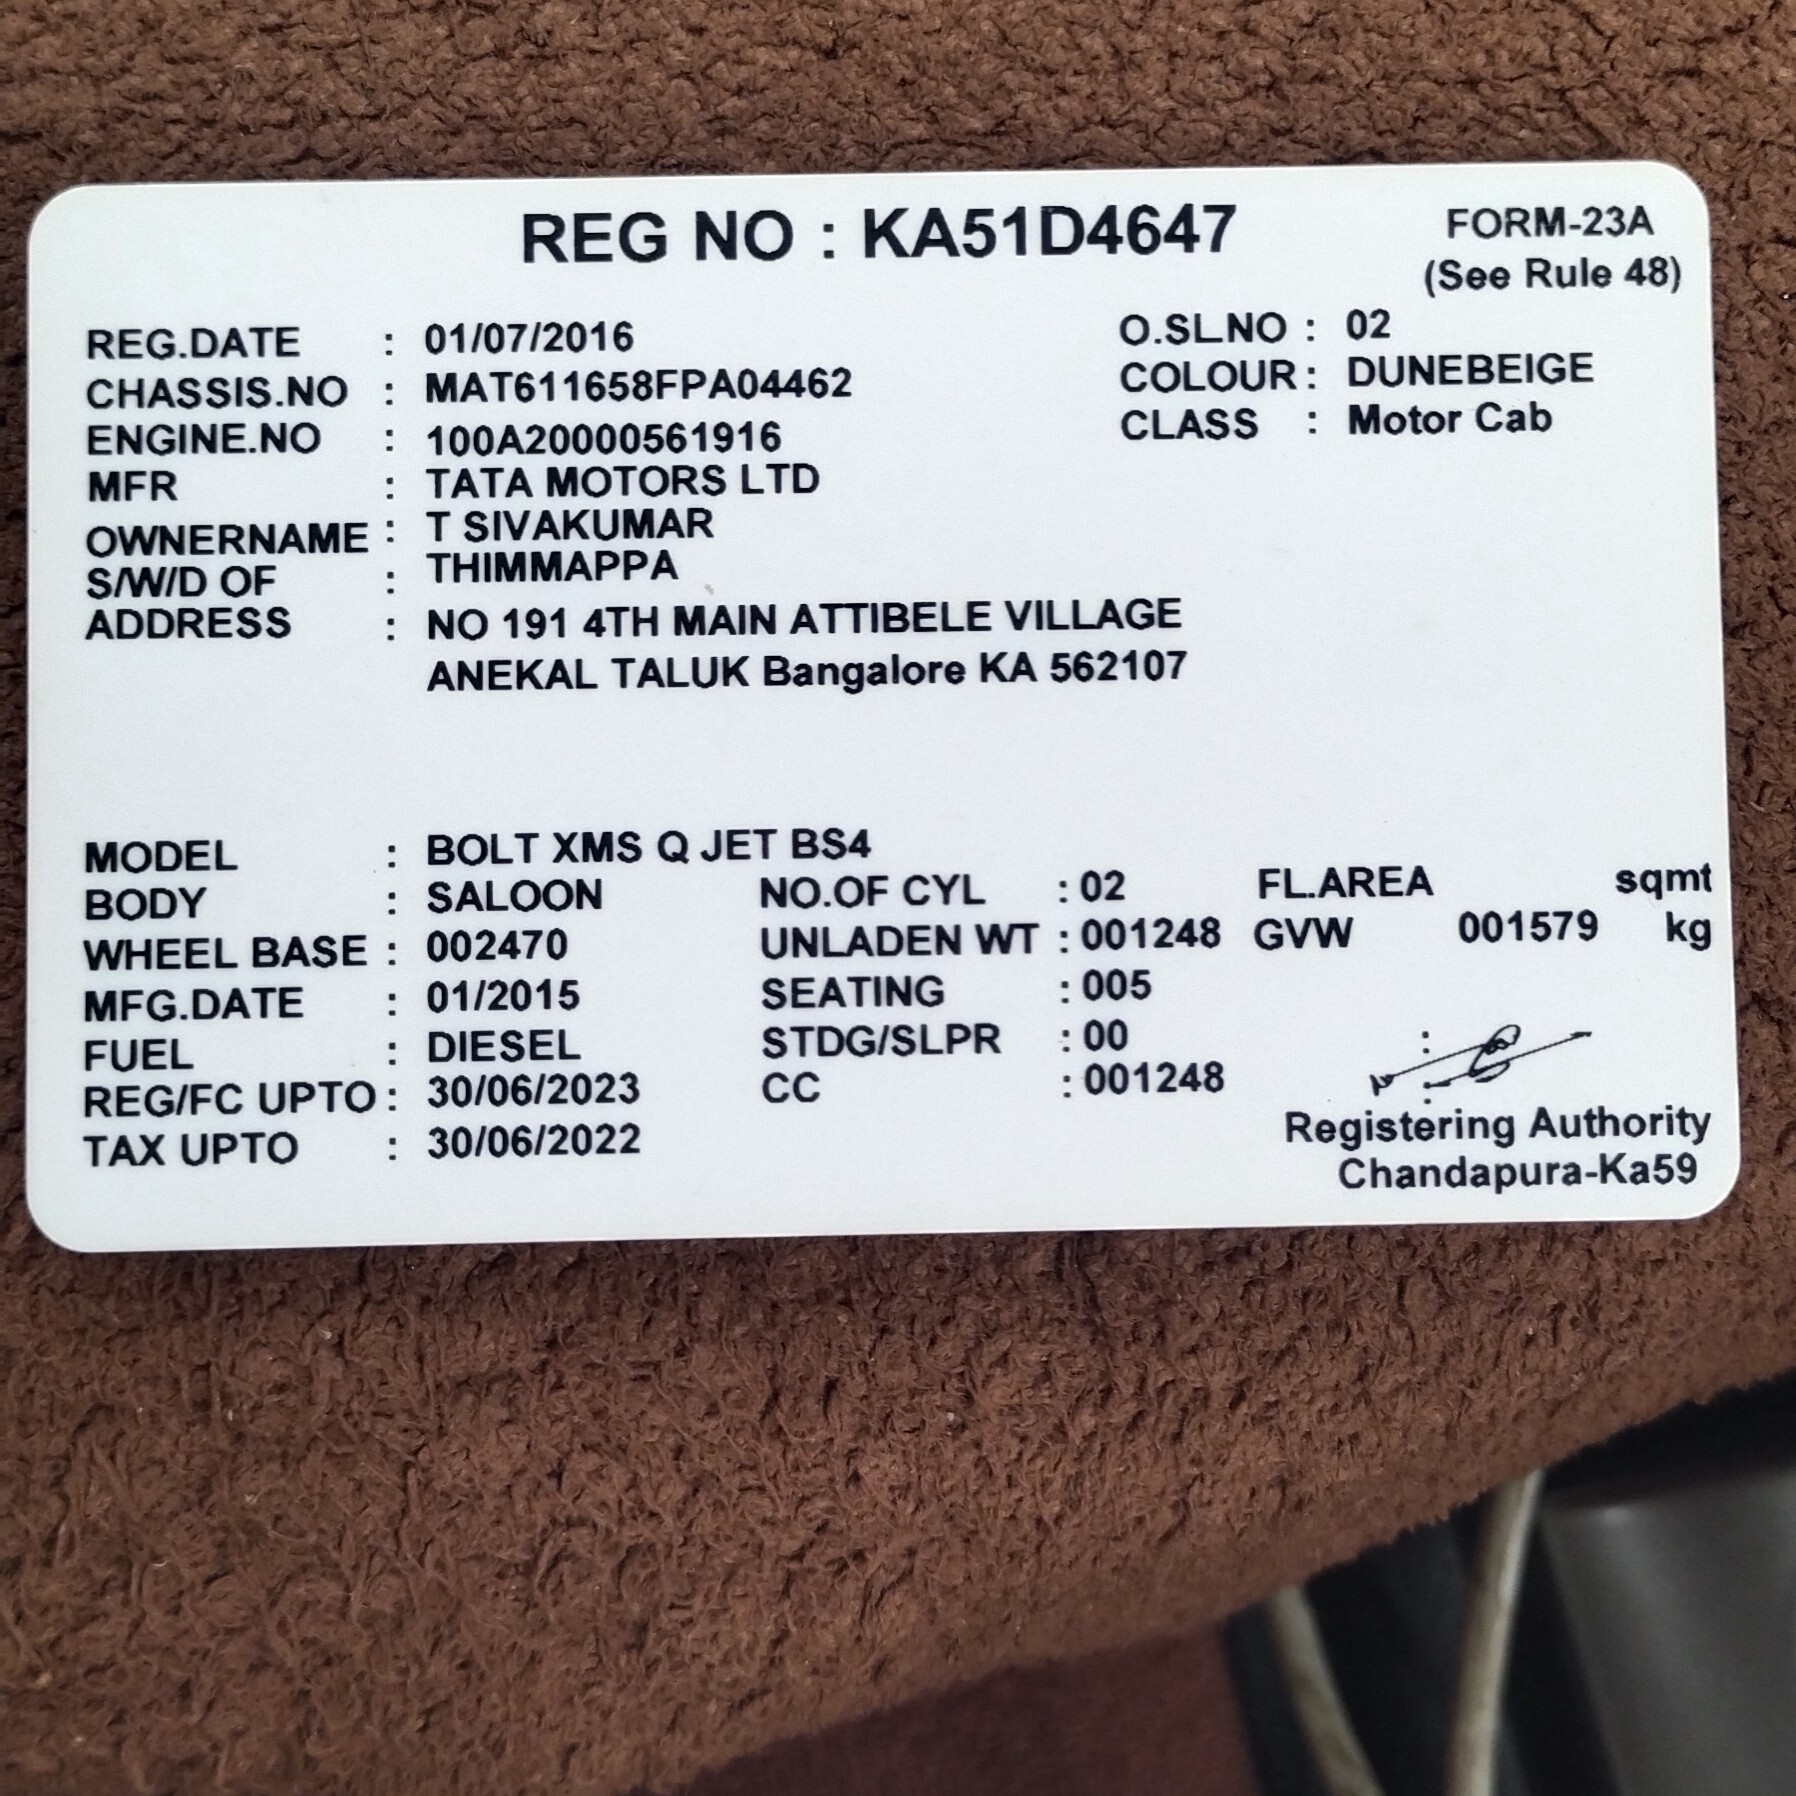 REG NO : KA51D4647
FORM-23A
(See Rule 48)
REG.DATE : 01/07/2016
O.SL.NO : 02
CHASSIS.NO : MAT611658FPA04462
COLOUR : DUNEBEIGE
ENGINE.NO : 100A20000561916
CLASS : Motor Cab
MFR : TATA MOTORS LTD
OWNERNAME : T SIVAKUMAR
S/W/D OF : THIMMAPPA
ADDRESS : NO 191 4TH MAIN ATTIBELE VILLAGE
ANEKAL TALUK Bangalore KA 562107
MODEL : BOLT XMS Q JET BS4
BODY : SALOON NO.OF CYL : 02 FL.AREA sqmt
WHEEL BASE : 002470 UNLADEN WT : 001248 GVW 001579 kg
MFG.DATE : 01/2015 SEATING : 005
FUEL : DIESEL STDG/SLPR : 00
REG/FC UPTO : 30/06/2023 CC : 001248
TAX UPTO : 30/06/2022
Registering Authority
Chandapura-Ka59